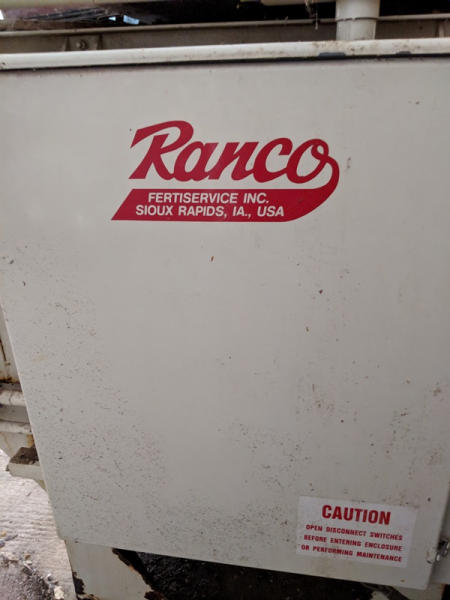 Ranco
FERTISERVICE INC.
SIOUX RAPIDS, IA., USA
CAUTION
OPEN DISCONNECT SWITCHES
BEFORE ENTERING ENCLOSURE
OR PERFORMING MAINTENANCE